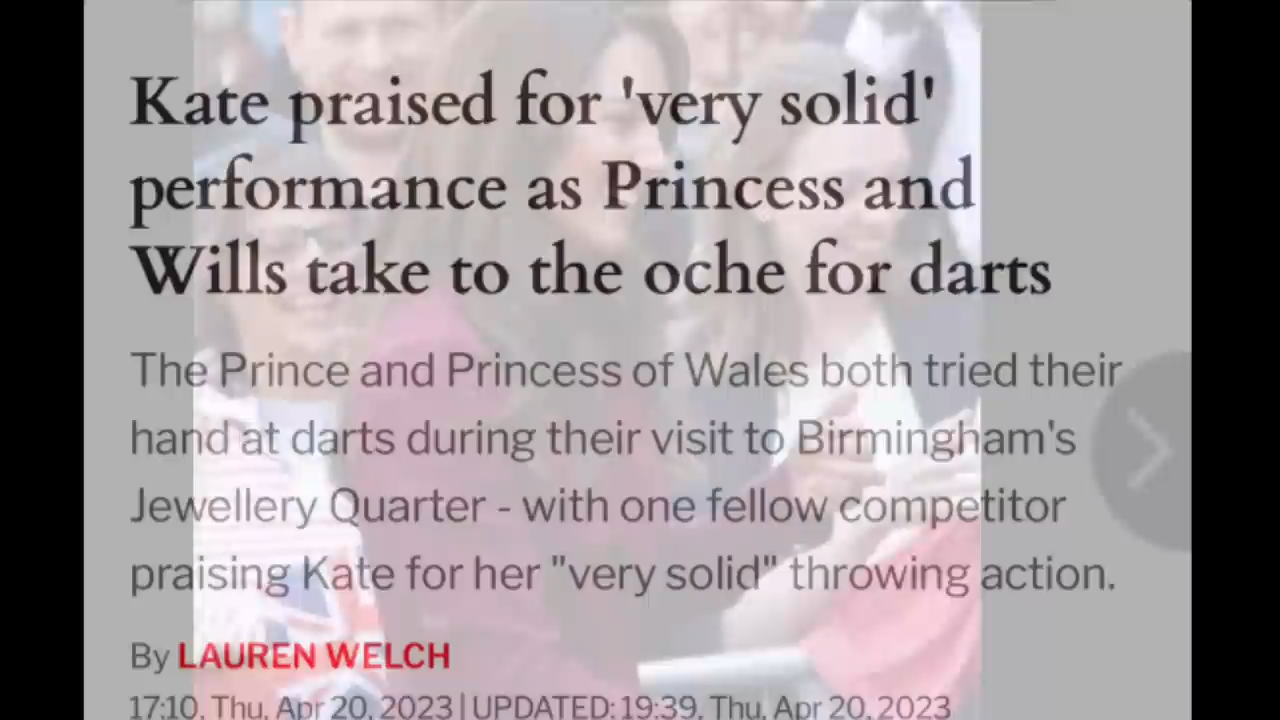 Kate praised for 'very solid'
performance as Princess and
Wills take to the oche for darts
The Prince and Princess of Wales both tried their
hand at darts during their visit to Birmingham's
Jewellery Quarter - with one fellow competitor
praising Kate for her "very solid" throwing action.
By LAUREN WELCH
17:10, Thu, Apr 20, 2023 | UPDATED: 19:39, Thu, Apr 20, 2023